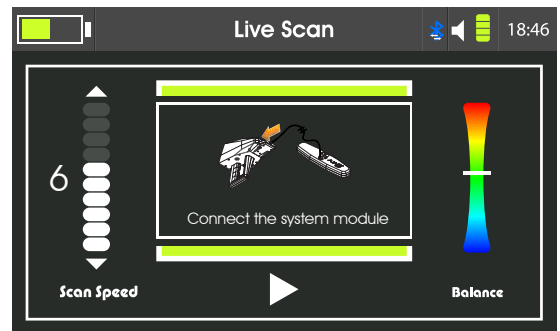 Live Scan
18:46
6
Connect the system module
Scan Speed
Balance